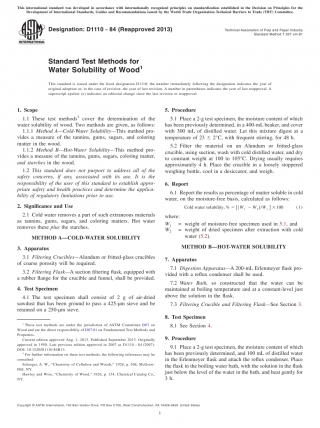 This international standard was developed in accordance with internationally recognized principles on standardization established in the Decision on Principles for the
Development of International Standards, Guides and Recommendations issued by the World Trade Organization Technical Barriers to Trade (TBT) Committee.
Designation: D1110 − 84 (Reapproved 2013)
Technical Association of Pulp and Paper Industry
Standard Method T 207 om-81
Standard Test Methods for
Water Solubility of Wood1
This standard is issued under the fixed designation D1110; the number immediately following the designation indicates the year of
original adoption or, in the case of revision, the year of last revision. A number in parentheses indicates the year of last reapproval. A
superscript epsilon (ε) indicates an editorial change since the last revision or reapproval.
1. Scope
1.1 These test methods2 cover the determination of the
water solubility of wood. Two methods are given, as follows:
1.1.1 Method A—Cold-Water Solubility—This method pro-
vides a measure of the tannins, gums, sugars, and coloring
matter in the wood.
1.1.2 Method B—Hot-Water Solubility—This method pro-
vides a measure of the tannins, gums, sugars, coloring matter,
and starches in the wood.
1.2 This standard does not purport to address all of the
safety concerns, if any, associated with its use. It is the
responsibility of the user of this standard to establish appro-
priate safety and health practices and determine the applica-
bility of regulatory limitations prior to use.
2. Significance and Use
2.1 Cold water removes a part of such extraneous materials
as tannins, gums, sugars, and coloring matters. Hot water
removes these plus the starches.
METHOD A—COLD-WATER SOLUBILITY
3. Apparatus
3.1 Filtering Crucibles—Alundum or fritted-glass crucibles
of coarse porosity will be required.
3.2 Filtering Flask—A suction filtering flask, equipped with
a rubber flange for the crucible and funnel, shall be provided.
4. Test Specimen
4.1 The test specimen shall consist of 2 g of air-dried
sawdust that has been ground to pass a 425-µm sieve and be
retained on a 250-µm sieve.
1 These test methods are under the jurisdiction of ASTM Committee D07 on
Wood and are the direct responsibility of D07.01 on Fundamental Test Methods and
Properties.
Current edition approved Aug. 1, 2013. Published September 2013. Originally
approved in 1950. Last previous edition approved in 2007 as D1110 – 84 (2007).
DOI: 10.1520/D1110-84R13.
2 For further information on these test methods, the following references may be
consulted:
Schorger, A. W., "Chemistry of Cellulose and Wood," 1926, p. 506, McGraw-
Hill, NY.
Hawley and Wise, "Chemistry of Wood," 1926, p. 134, Chemical Catalog Co.,
NY.
5. Procedure
5.1 Place a 2-g test specimen, the moisture content of which
has been previously determined, in a 400-mL beaker, and cover
with 300 mL of distilled water. Let this mixture digest at a
temperature of 23 ± 2°C, with frequent stirring, for 48 h.
5.2 Filter the material on an Alundum or fritted-glass
crucible, using suction, wash with cold distilled water, and dry
to constant weight at 100 to 105°C. Drying usually requires
approximately 4 h. Place the crucible in a loosely stoppered
weighing bottle, cool in a desiccator, and weigh.
6. Report
6.1 Report the results as percentage of matter soluble in cold
water, on the moisture-free basis, calculated as follows:
Cold water solubility, % = [(W1 − W2)/W1] × 100 (1)
where:
W1 = weight of moisture-free specimen used in 5.1, and
W2 = weight of dried specimen after extraction with cold
water (5.2).
METHOD B—HOT-WATER SOLUBILITY
7. Apparatus
7.1 Digestion Apparatus—A 200-mL Erlenmeyer flask pro-
vided with a reflux condenser shall be used.
7.2 Water Bath, so constructed that the water can be
maintained at boiling temperature and at a constant-level just
above the solution in the flask.
7.3 Filtering Crucible and Filtering Flask—See Section 3.
8. Test Specimen
8.1 See Section 4.
9. Procedure
9.1 Place a 2-g test specimen, the moisture content of which
has been previously determined, and 100 mL of distilled water
in the Erlenmeyer flask and attach the reflux condenser. Place
the flask in the boiling water bath, with the solution in the flask
just below the level of the water in the bath, and heat gently for
3 h.
Copyright © ASTM International, 100 Barr Harbor Drive, PO Box C700, West Conshohocken, PA 19428-2959. United States
1